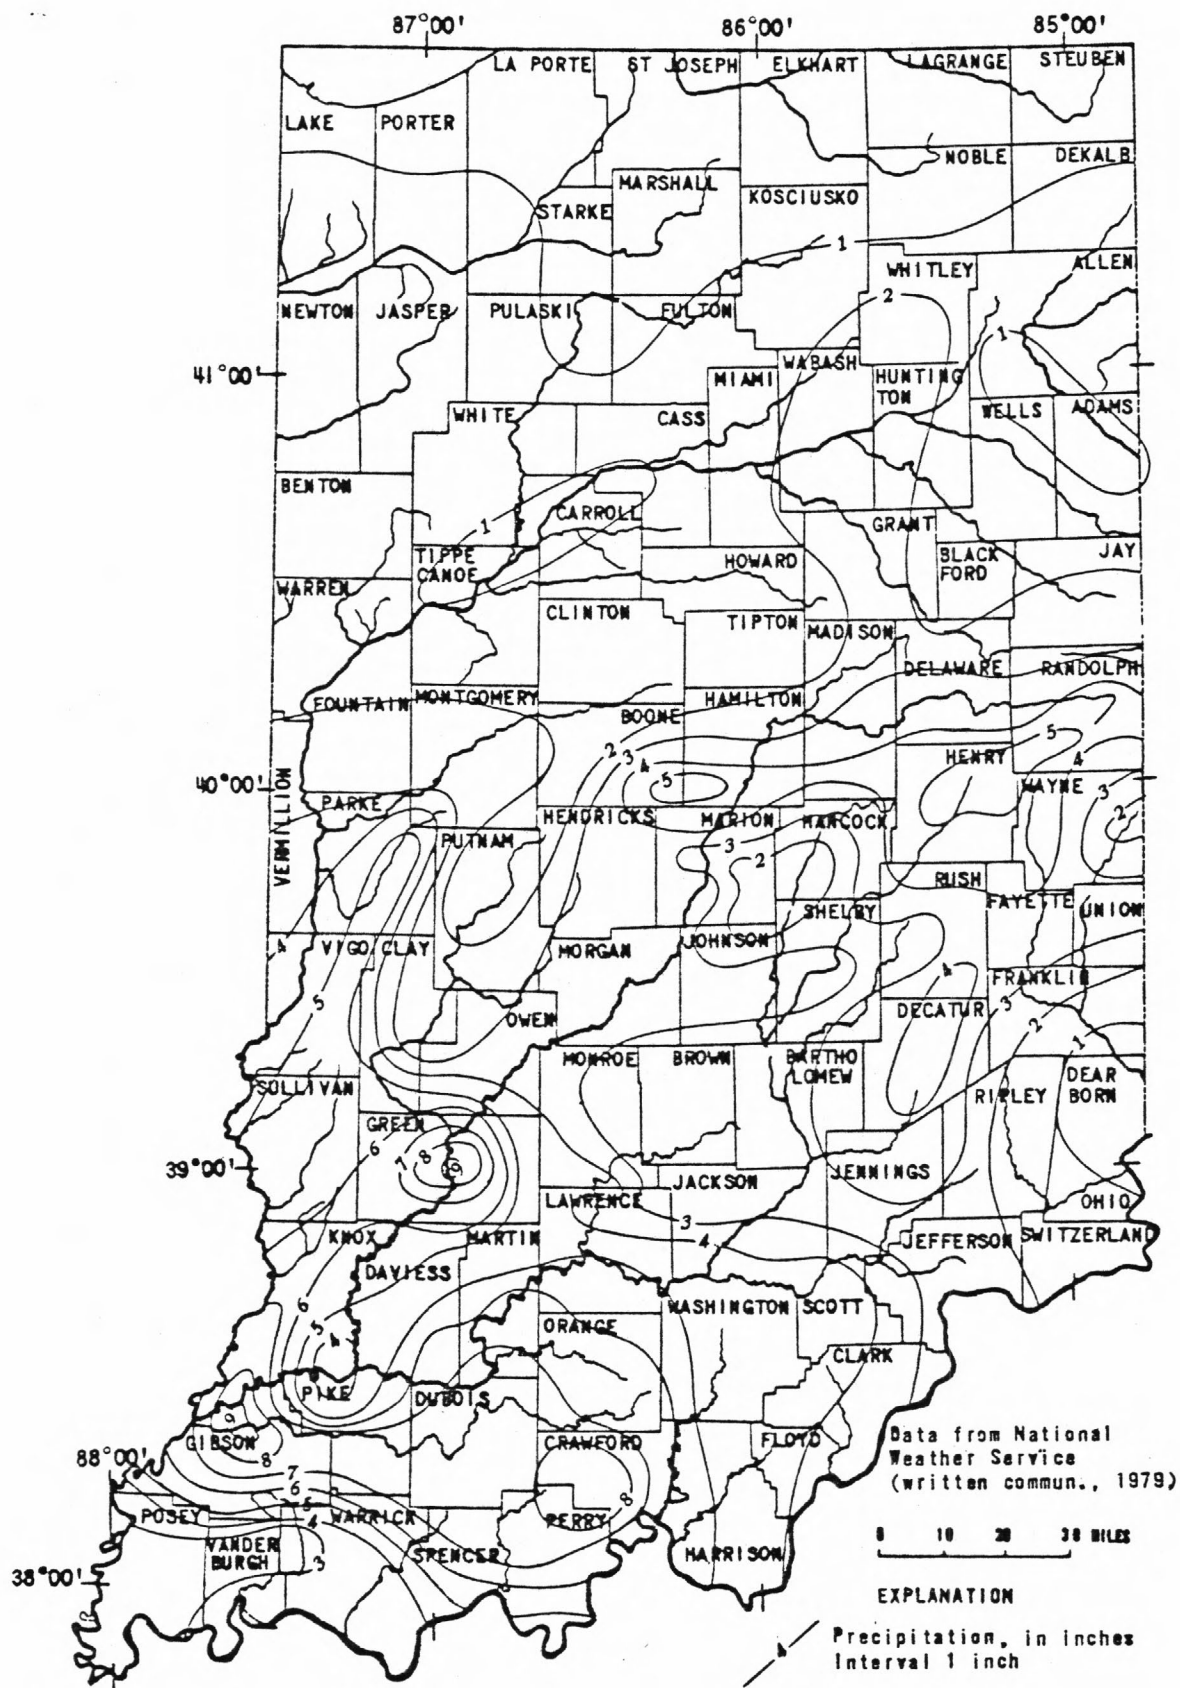 87°00'
86°00'
85°00'
LA PORTE
ST JOSEPH
ELKHART
LAGRANGE
STEUBEN
LAKE
PORTER
NOBLE
DEKALB
MARSHALL
KOSCIUSKO
STARKE
1
WHITLEY
ALLEN
2
NEWTON
JASPER
PULASKI
FULTON
1
41°00'
MIAMI
WABASH
HUNTING
TON
WHITE
CASS
WELLS
ADAMS
BENTON
1
CARROLL
GRANT
TIPPE
CANOE
HOWARD
BLACK
FORD
JAY
WARREN
CLINTON
TIPTON
MADISON
DELAWARE
RANDOLPH
FOUNTAIN
MONTGOMERY
BOONE
HAMILTON
2
3
4
5
5
4
3
2
HENRY
40°00'
WAYNE
VERMILLION
PARKE
PUTNAM
HENDRICKS
MARION
HANCOCK
3
2
RUSH
FAYETTE
UNION
SHELBY
4
VIGO
CLAY
MORGAN
JOHNSON
5
4
FRANKLIN
3
2
1
OWEN
DECATUR
MONROE
BROWN
BARTHO
LOMEW
SOLLIVAN
RIPLEY
DEAR
BORN
GREEN
6
7
8
9
39°00'
JENNINGS
JACKSON
LAWRENCE
OHIO
3
4
KNOX
MARTIN
JEFFERSON
SWITZERLAND
DAVIESS
6
5
4
WASHINGTON
SCOTT
ORANGE
CLARK
PIKE
DUBOIS
9
GIBSON
8
CRAWFORD
FLOYD
88°00'
7
6
5
4
8
POSEY
WARRICK
PERRY
VANDER
BURGH
3
SPENCER
HARRISON
38°00'
Data from National
Weather Service
(written commun., 1979)
0 10 20 30 MILES
EXPLANATION
4
Precipitation, in inches
Interval 1 inch